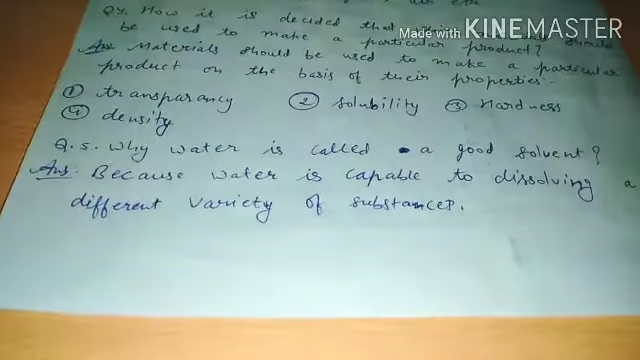 Made with KINEMASTER
Q4. How it is decided that should
be used to make a particular product?
Ans Materials should be used to make a particular
product on the basis of their properties.
① transparancy ② Solubility ③ Hardness
④ density
Q.5. Why water is called a good solvent?
Ans. Because water is capable to dissolving a
different variety of substances.